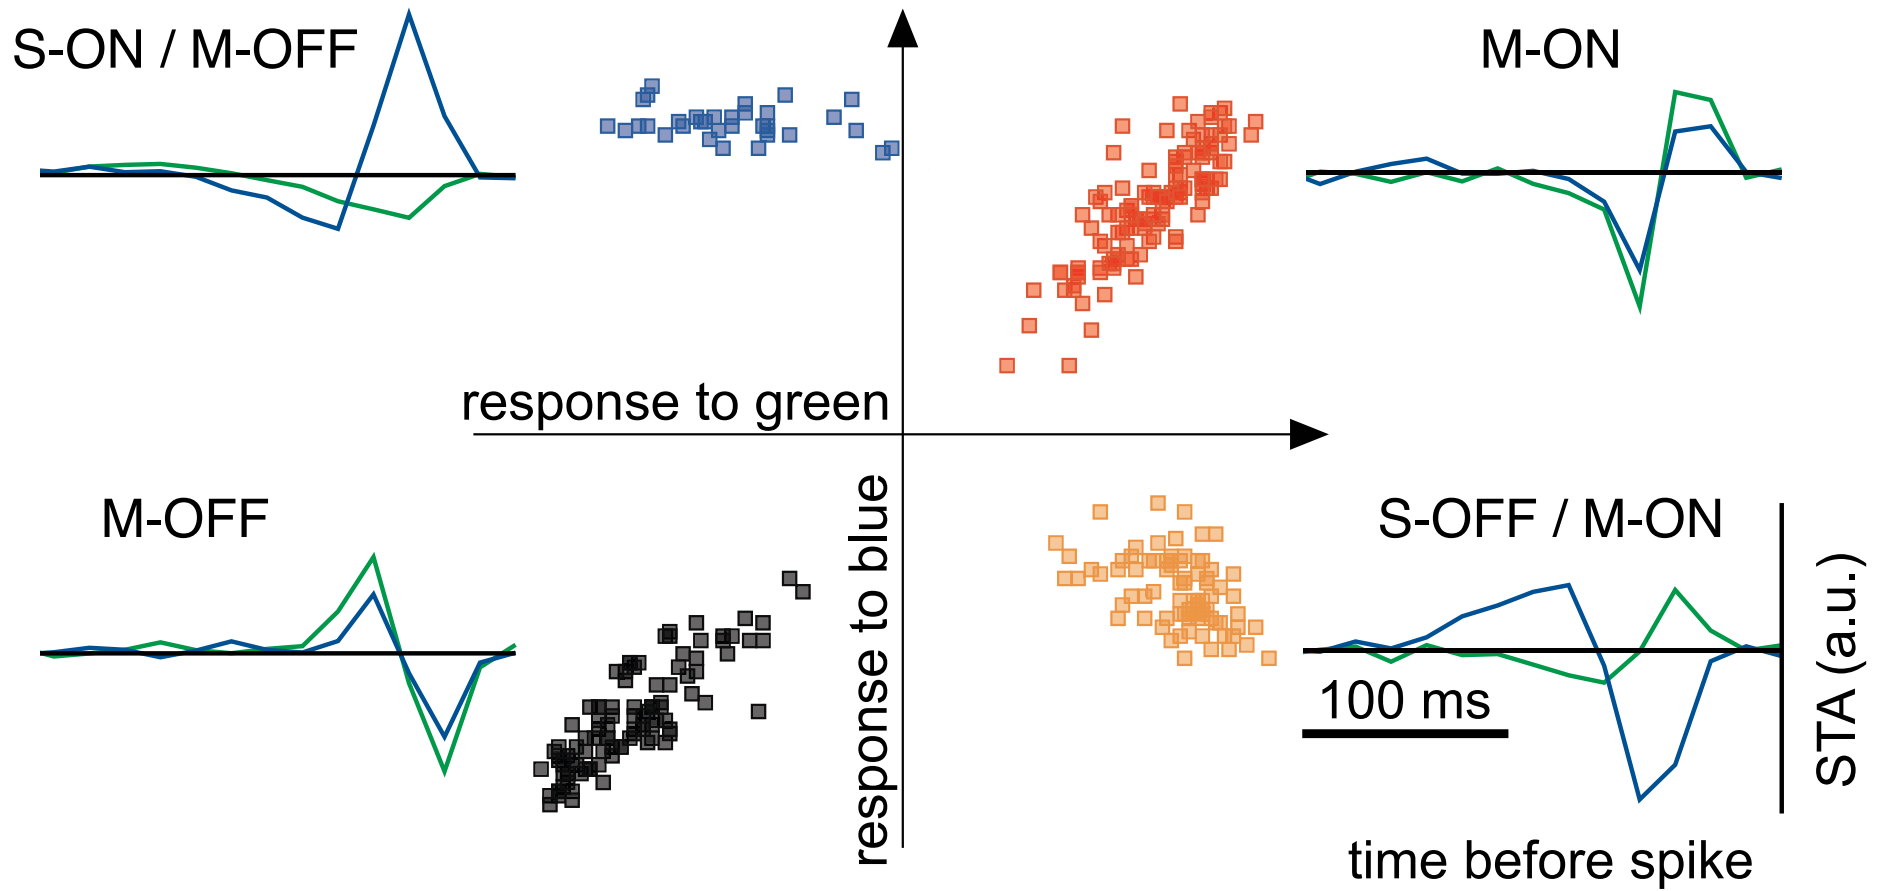 S-ON / M-OFF
M-ON
response to green
M-OFF
response to blue
S-OFF / M-ON
100 ms
STA (a.u.)
time before spike